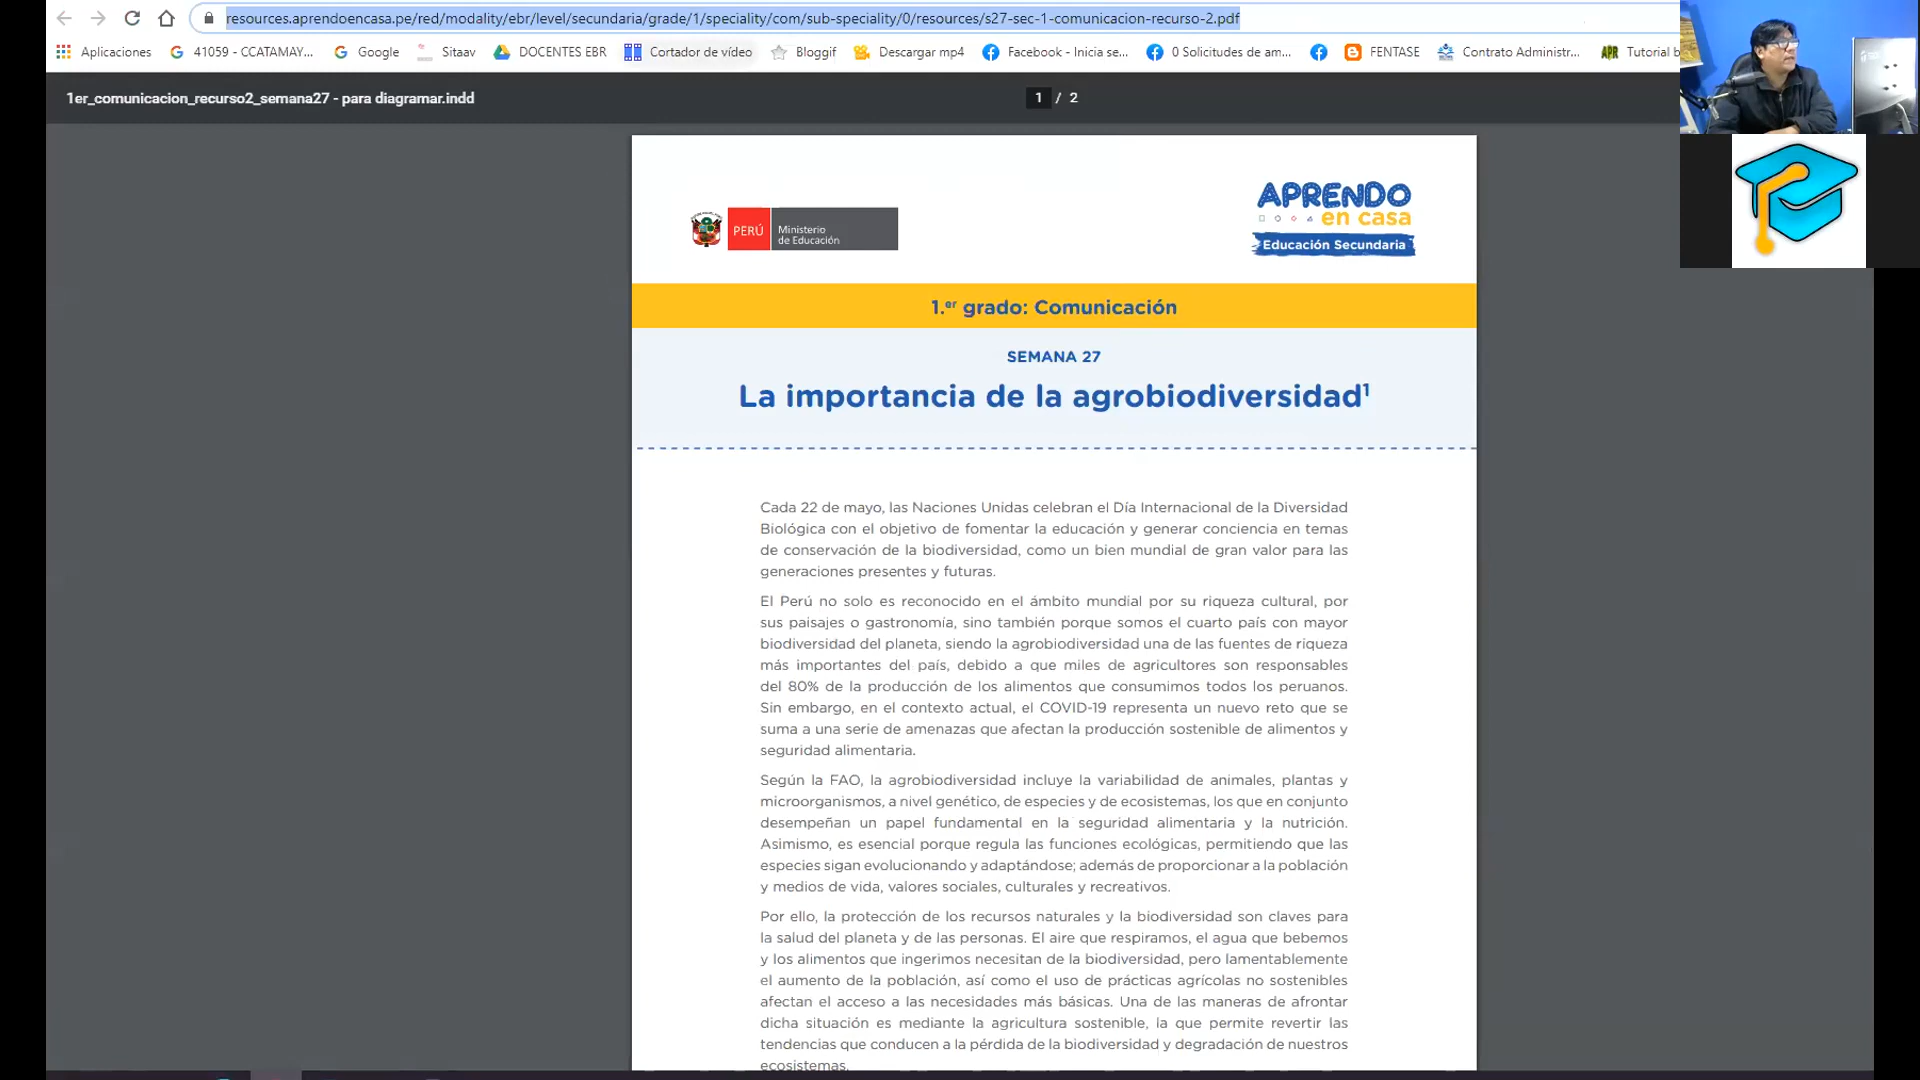 resources.aprendoencasa.pe/red/modality/ebr/level/secundaria/grade/1/speciality/com/sub-speciality/0/resources/s27-sec-1-comunicacion-recurso-2.pdf
Aplicaciones 41059 - CCATAMAY... Google Sitaav DOCENTES EBR Cortador de vídeo Bloggif Descargar mp4 Facebook - Inicia se... 0 Solicitudes de am... FENTASE Contrato Administr... APR Tutorial b
1er_comunicacion_recurso2_semana27 - para diagramar.indd
1 / 2
PERÚ
Ministerio
de Educación
APRENDO
en casa
Educación Secundaria
1.er grado: Comunicación
SEMANA 27
La importancia de la agrobiodiversidad¹
Cada 22 de mayo, las Naciones Unidas celebran el Día Internacional de la Diversidad
Biológica con el objetivo de fomentar la educación y generar conciencia en temas
de conservación de la biodiversidad, como un bien mundial de gran valor para las
generaciones presentes y futuras.
El Perú no solo es reconocido en el ámbito mundial por su riqueza cultural, por
sus paisajes o gastronomía, sino también porque somos el cuarto país con mayor
biodiversidad del planeta, siendo la agrobiodiversidad una de las fuentes de riqueza
más importantes del país, debido a que miles de agricultores son responsables
del 80% de la producción de los alimentos que consumimos todos los peruanos.
Sin embargo, en el contexto actual, el COVID-19 representa un nuevo reto que se
suma a una serie de amenazas que afectan la producción sostenible de alimentos y
seguridad alimentaria.
Según la FAO, la agrobiodiversidad incluye la variabilidad de animales, plantas y
microorganismos, a nivel genético, de especies y de ecosistemas, los que en conjunto
desempeñan un papel fundamental en la seguridad alimentaria y la nutrición.
Asimismo, es esencial porque regula las funciones ecológicas, permitiendo que las
especies sigan evolucionando y adaptándose; además de proporcionar a la población
y medios de vida, valores sociales, culturales y recreativos.
Por ello, la protección de los recursos naturales y la biodiversidad son claves para
la salud del planeta y de las personas. El aire que respiramos, el agua que bebemos
y los alimentos que ingerimos necesitan de la biodiversidad, pero lamentablemente
el aumento de la población, así como el uso de prácticas agrícolas no sostenibles
afectan el acceso a las necesidades más básicas. Una de las maneras de afrontar
dicha situación es mediante la agricultura sostenible, la que permite revertir las
tendencias que conducen a la pérdida de la biodiversidad y degradación de nuestros
ecosistemas.